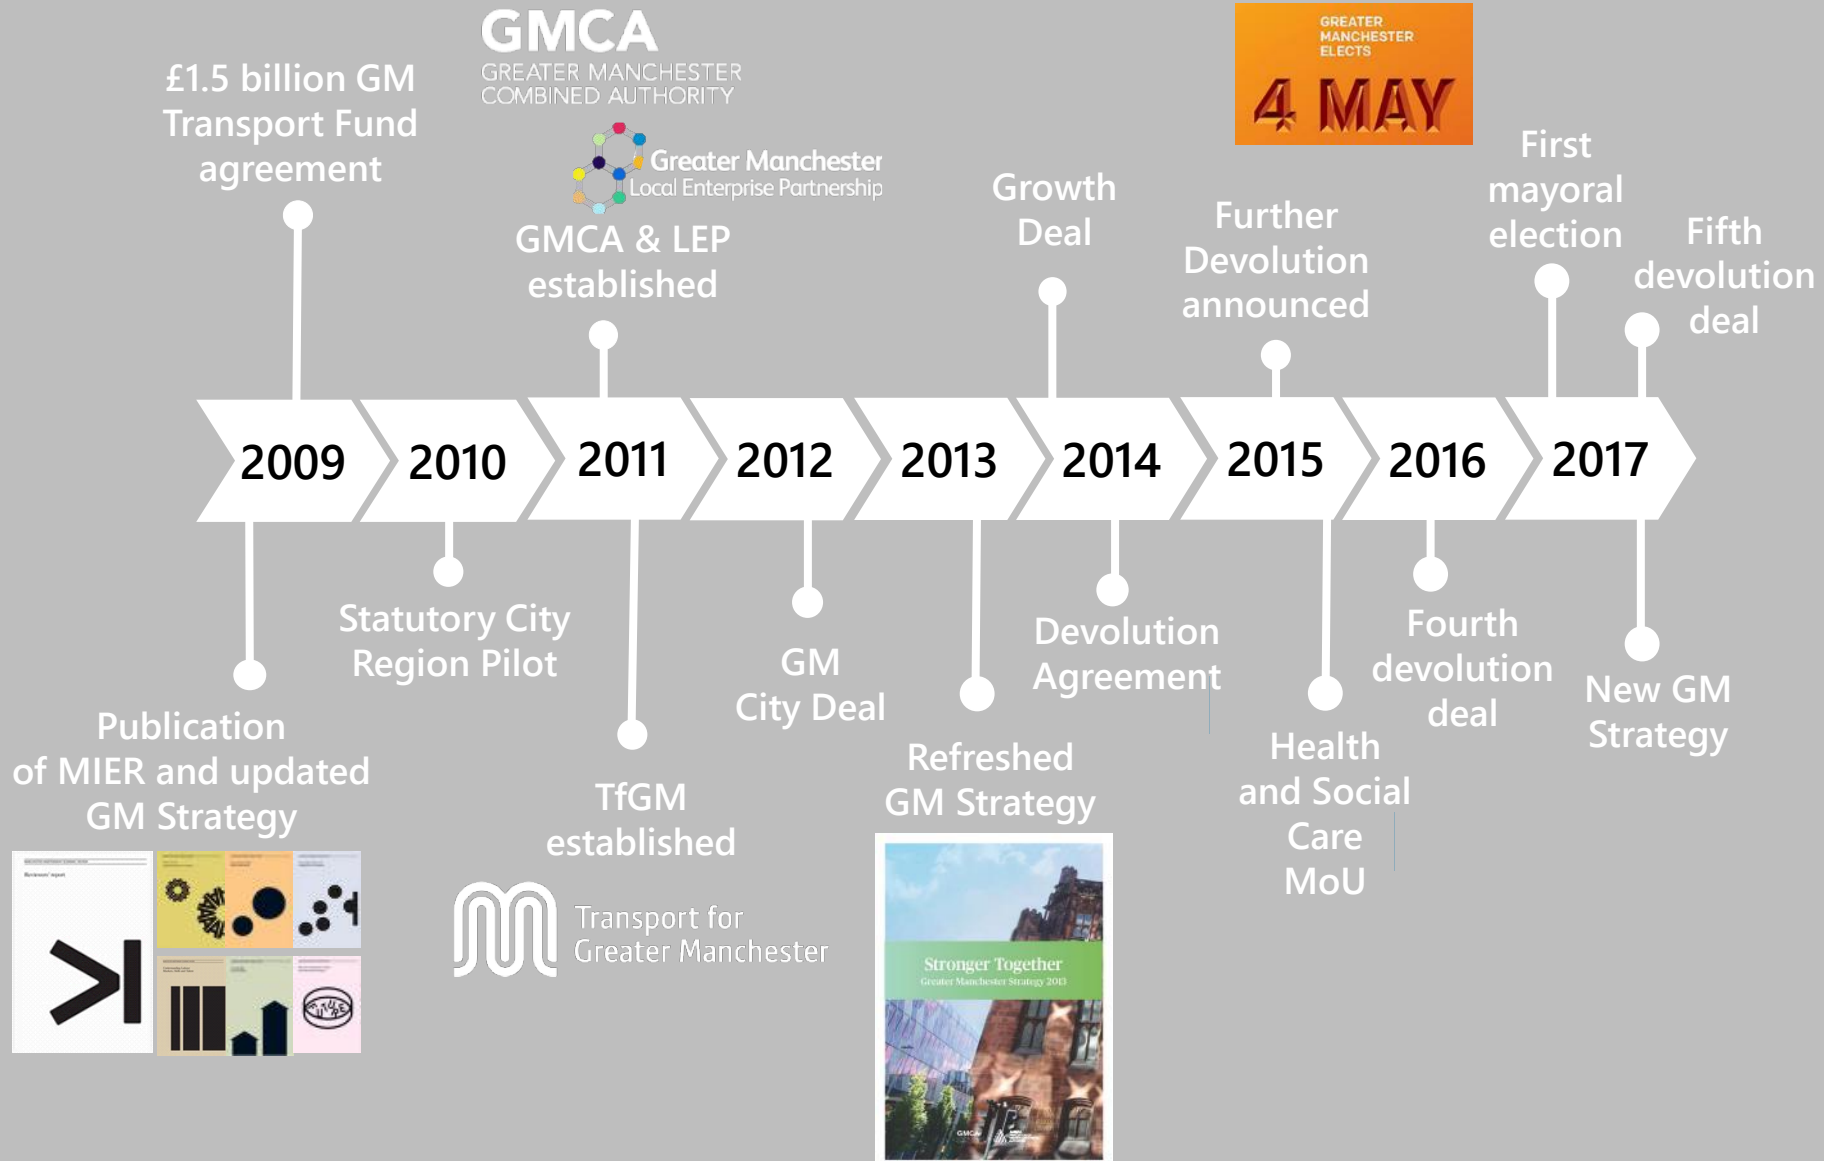 GMCA
GREATER MANCHESTER
COMBINED AUTHORITY
Greater Manchester
Local Enterprise Partnership
GREATER
MANCHESTER
ELECTS
4 MAY
£1.5 billion GM
Transport Fund
agreement
GMCA & LEP
established
Growth
Deal
Further
Devolution
announced
First
mayoral
election
Fifth
devolution
deal
2009
2010
2011
2012
2013
2014
2015
2016
2017
Publication
of MIER and updated
GM Strategy
Statutory City
Region Pilot
TfGM
established
Transport for
Greater Manchester
GM
City Deal
Refreshed
GM Strategy
Stronger Together
Greater Manchester Strategy 2013
GMCA
Devolution
Agreement
Health
and Social
Care
MoU
Fourth
devolution
deal
New GM
Strategy
Reviewers' report
FUTURE